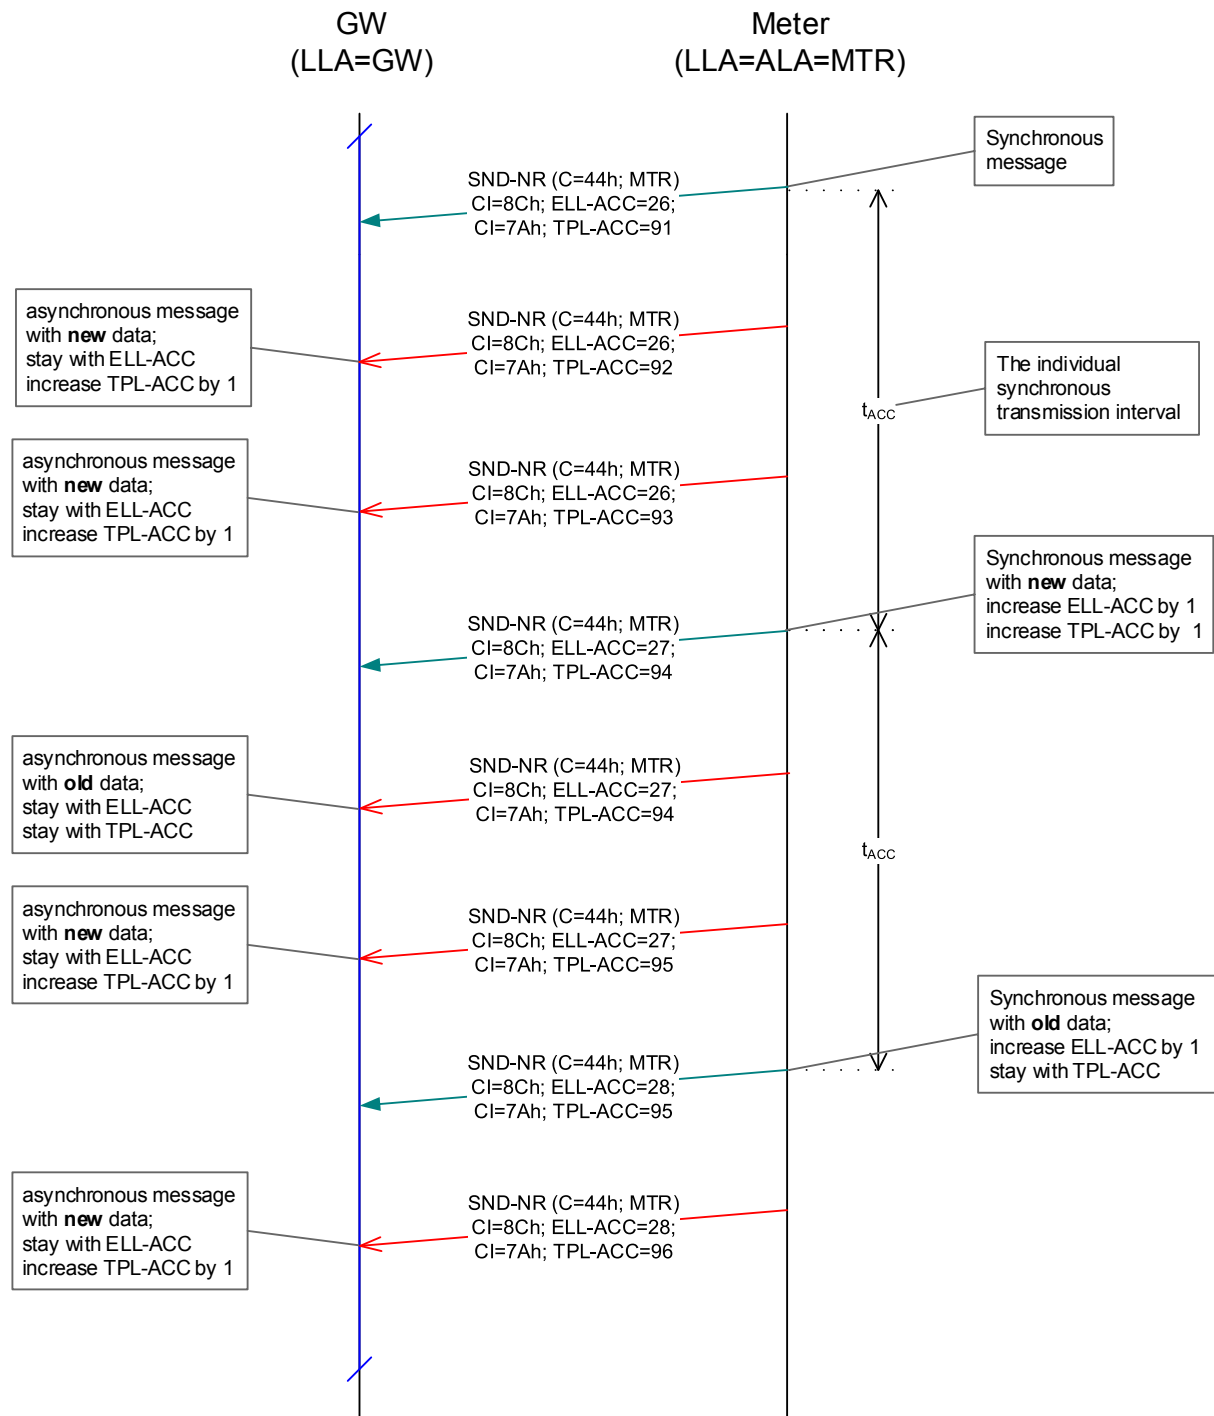 GW
(LLA=GW)
Meter
(LLA=ALA=MTR)
Synchronous
message
SND-NR (C=44h; MTR)
CI=8Ch; ELL-ACC=26;
CI=7Ah; TPL-ACC=91
asynchronous message
with new data;
stay with ELL-ACC
increase TPL-ACC by 1
SND-NR (C=44h; MTR)
CI=8Ch; ELL-ACC=26;
CI=7Ah; TPL-ACC=92
The individual
synchronous
transmission interval
tACC
asynchronous message
with new data;
stay with ELL-ACC
increase TPL-ACC by 1
SND-NR (C=44h; MTR)
CI=8Ch; ELL-ACC=26;
CI=7Ah; TPL-ACC=93
Synchronous message
with new data;
increase ELL-ACC by 1
increase TPL-ACC by 1
SND-NR (C=44h; MTR)
CI=8Ch; ELL-ACC=27;
CI=7Ah; TPL-ACC=94
asynchronous message
with old data;
stay with ELL-ACC
stay with TPL-ACC
SND-NR (C=44h; MTR)
CI=8Ch; ELL-ACC=27;
CI=7Ah; TPL-ACC=94
tACC
asynchronous message
with new data;
stay with ELL-ACC
increase TPL-ACC by 1
SND-NR (C=44h; MTR)
CI=8Ch; ELL-ACC=27;
CI=7Ah; TPL-ACC=95
Synchronous message
with old data;
increase ELL-ACC by 1
stay with TPL-ACC
SND-NR (C=44h; MTR)
CI=8Ch; ELL-ACC=28;
CI=7Ah; TPL-ACC=95
asynchronous message
with new data;
stay with ELL-ACC
increase TPL-ACC by 1
SND-NR (C=44h; MTR)
CI=8Ch; ELL-ACC=28;
CI=7Ah; TPL-ACC=96